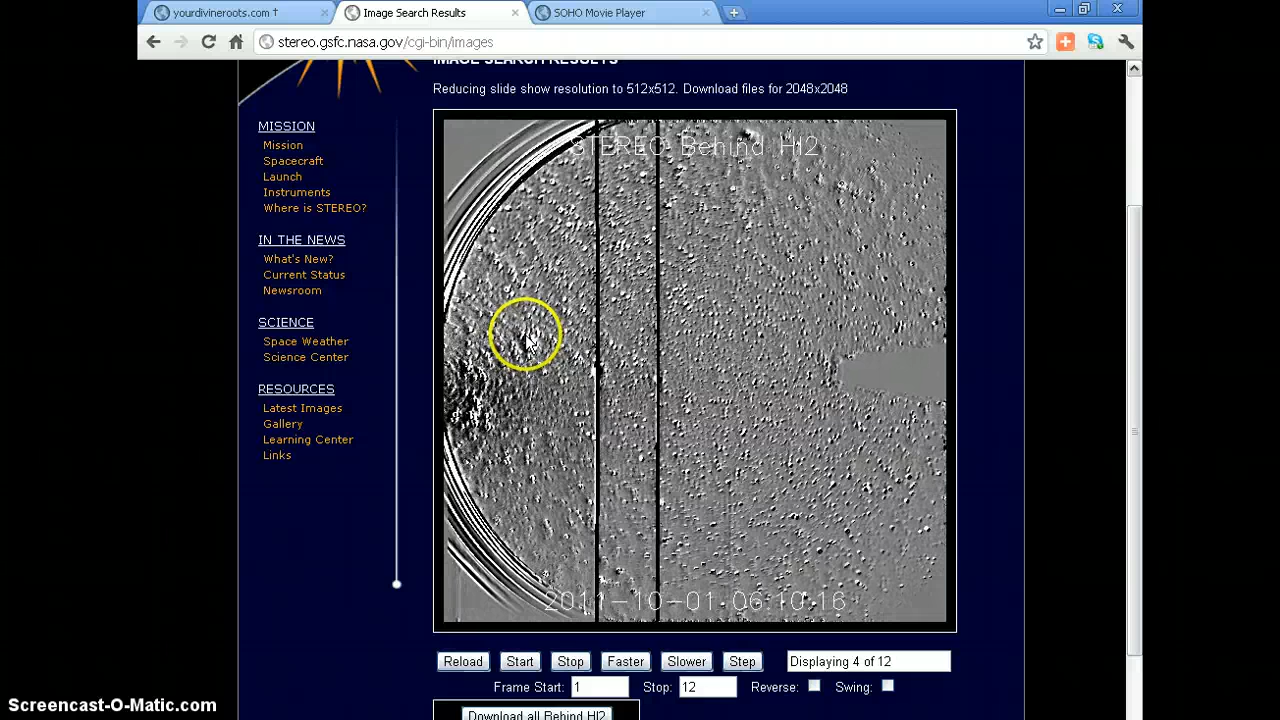 yourdivineroots.com †
Image Search Results
SOHO Movie Player
stereo.gsfc.nasa.gov/cgi-bin/images
IMAGE SEARCH RESULTS
Reducing slide show resolution to 512x512. Download files for 2048x2048
MISSION
Mission
Spacecraft
Launch
Instruments
Where is STEREO?
IN THE NEWS
What's New?
Current Status
Newsroom
SCIENCE
Space Weather
Science Center
RESOURCES
Latest Images
Gallery
Learning Center
Links
STEREO Behind HI2
2011-10-01 06:10:16
Reload Start Stop Faster Slower Step Displaying 4 of 12
Frame Start: 1 Stop: 12 Reverse: Swing:
Download all Behind HI2
Screencast-O-Matic.com